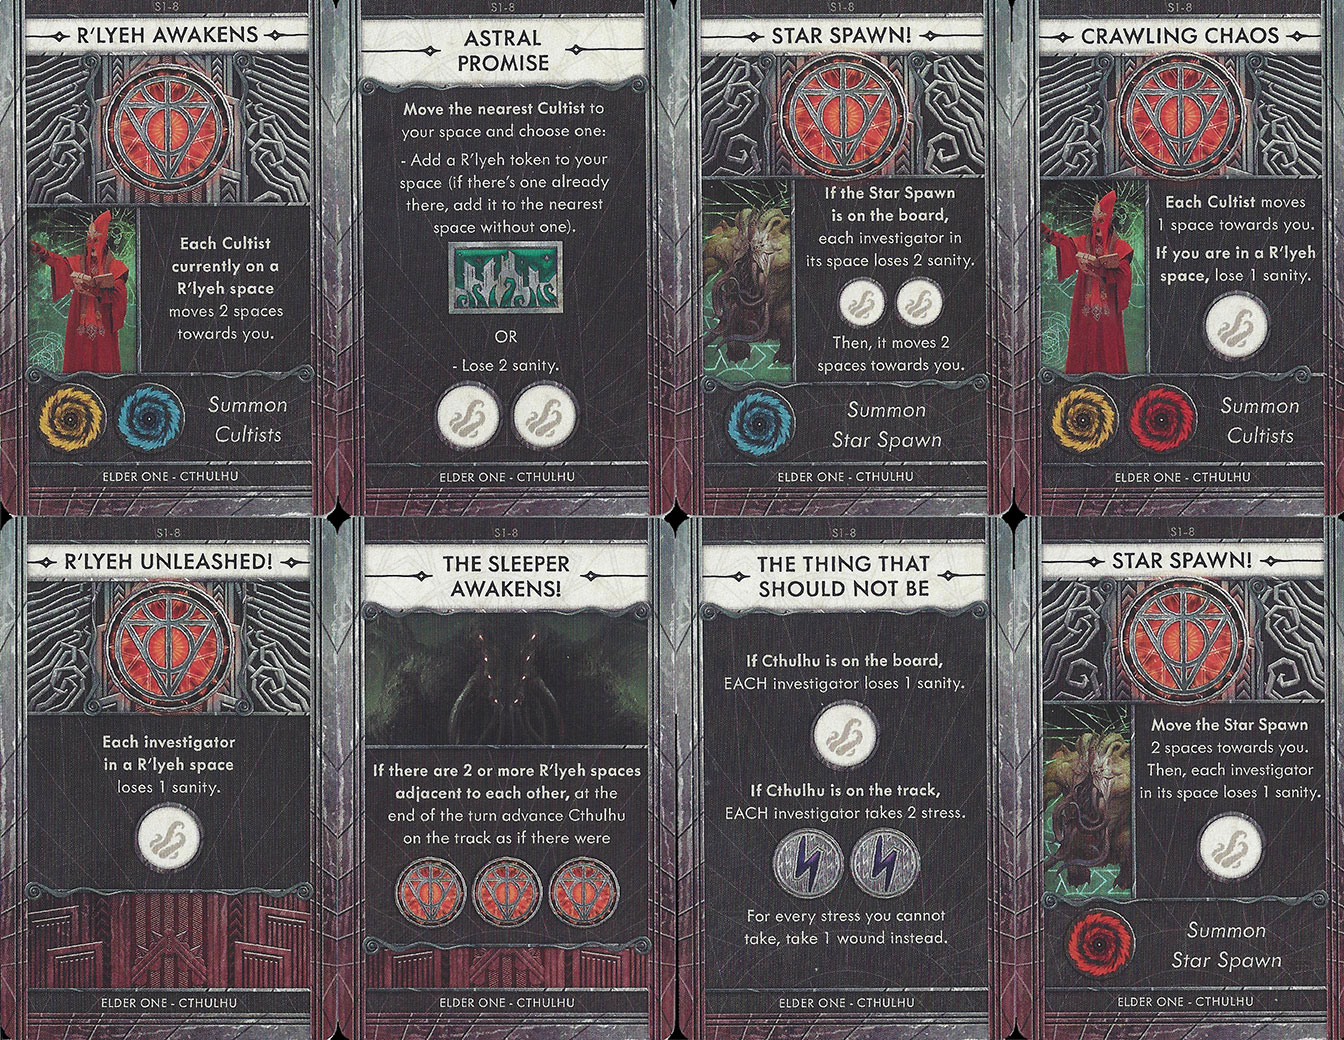 S1-8
R'LYEH AWAKENS
Each Cultist
currently on a
R'lyeh space
moves 2 spaces
towards you.
Summon
Cultists
ELDER ONE - CTHULHU
S1-8
ASTRAL
PROMISE
Move the nearest Cultist to
your space and choose one:
- Add a R'lyeh token to your
space (if there's one already
there, add it to the nearest
space without one).
OR
- Lose 2 sanity.
ELDER ONE - CTHULHU
S1-8
STAR SPAWN!
If the Star Spawn
is on the board,
each investigator in
its space loses 2 sanity.
Then, it moves 2
spaces towards you.
Summon
Star Spawn
ELDER ONE - CTHULHU
S1-8
CRAWLING CHAOS
Each Cultist moves
1 space towards you.
If you are in a R'lyeh
space, lose 1 sanity.
Summon
Cultists
ELDER ONE - CTHULHU
S1-8
R'LYEH UNLEASHED!
Each investigator
in a R'lyeh space
loses 1 sanity.
ELDER ONE - CTHULHU
S1-8
THE SLEEPER
AWAKENS!
If there are 2 or more R'lyeh spaces
adjacent to each other, at the
end of the turn advance Cthulhu
on the track as if there were
ELDER ONE - CTHULHU
S1-8
THE THING THAT
SHOULD NOT BE
If Cthulhu is on the board,
EACH investigator loses 1 sanity.
If Cthulhu is on the track,
EACH investigator takes 2 stress.
For every stress you cannot
take, take 1 wound instead.
ELDER ONE - CTHULHU
S1-8
STAR SPAWN!
Move the Star Spawn
2 spaces towards you.
Then, each investigator
in its space loses 1 sanity.
Summon
Star Spawn
ELDER ONE - CTHULHU